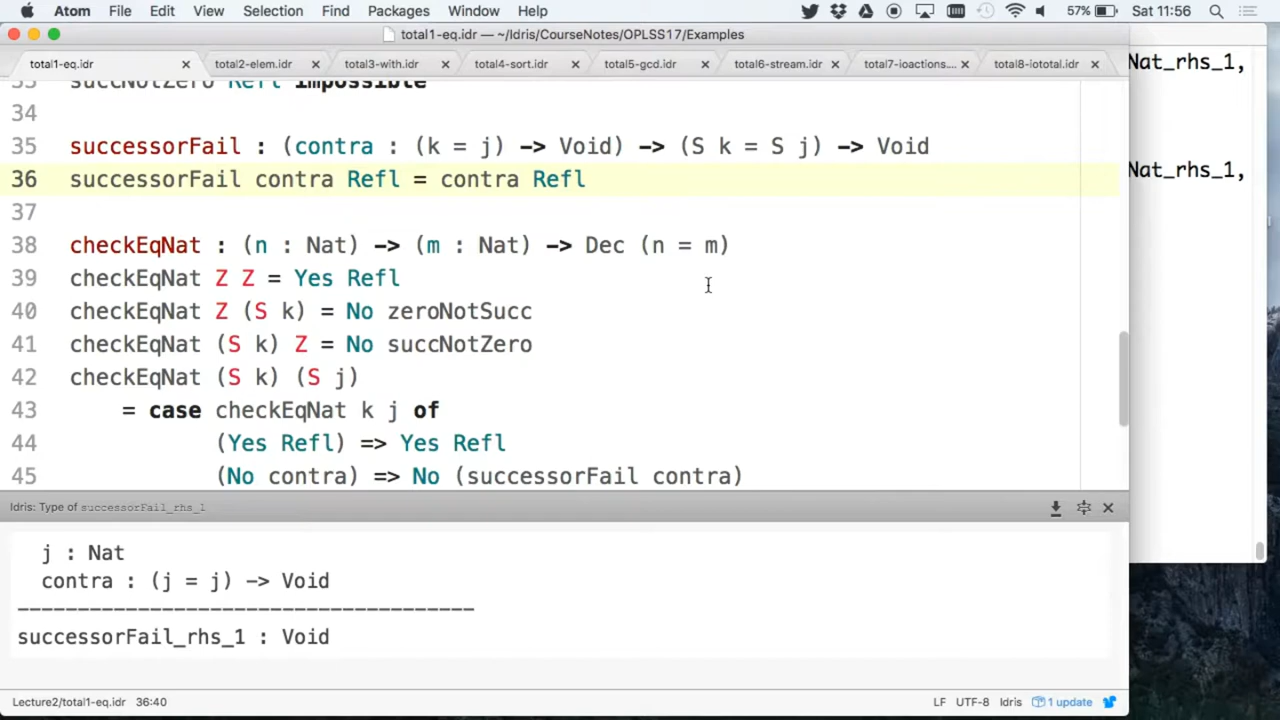 Atom File Edit View Selection Find Packages Window Help 57% Sat 11:56
total1-eq.idr — ~/Idris/CourseNotes/OPLSS17/Examples
total1-eq.idr total2-elem.idr total3-with.idr total4-sort.idr total5-gcd.idr total6-stream.idr total7-ioactions.… total8-iototal.idr
Nat_rhs_1,
33 succNotZero Refl impossible
34
35 successorFail : (contra : (k = j) -> Void) -> (S k = S j) -> Void
36 successorFail contra Refl = contra Refl
Nat_rhs_1,
37
38 checkEqNat : (n : Nat) -> (m : Nat) -> Dec (n = m)
39 checkEqNat Z Z = Yes Refl
40 checkEqNat Z (S k) = No zeroNotSucc
41 checkEqNat (S k) Z = No succNotZero
42 checkEqNat (S k) (S j)
43 = case checkEqNat k j of
44 (Yes Refl) => Yes Refl
45 (No contra) => No (successorFail contra)
Idris: Type of successorFail_rhs_1
j : Nat
contra : (j = j) -> Void
--------------------------------------
successorFail_rhs_1 : Void
Lecture2/total1-eq.idr 36:40 LF UTF-8 Idris 1 update